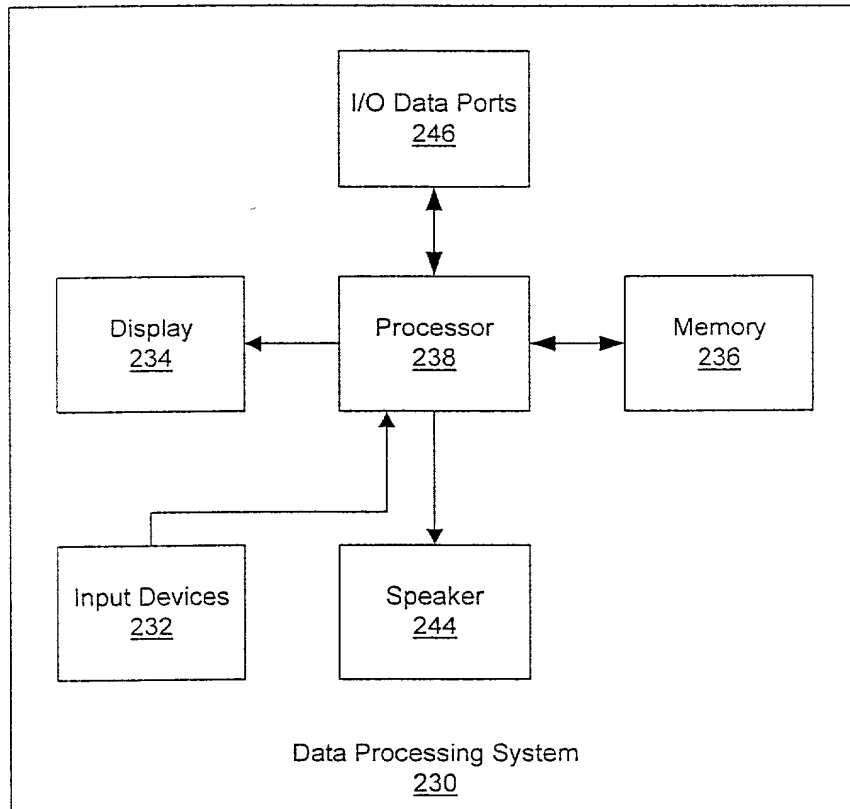 I/O Data Ports
246
Display
234
Processor
238
Memory
236
Input Devices
232
Speaker
244
Data Processing System
230